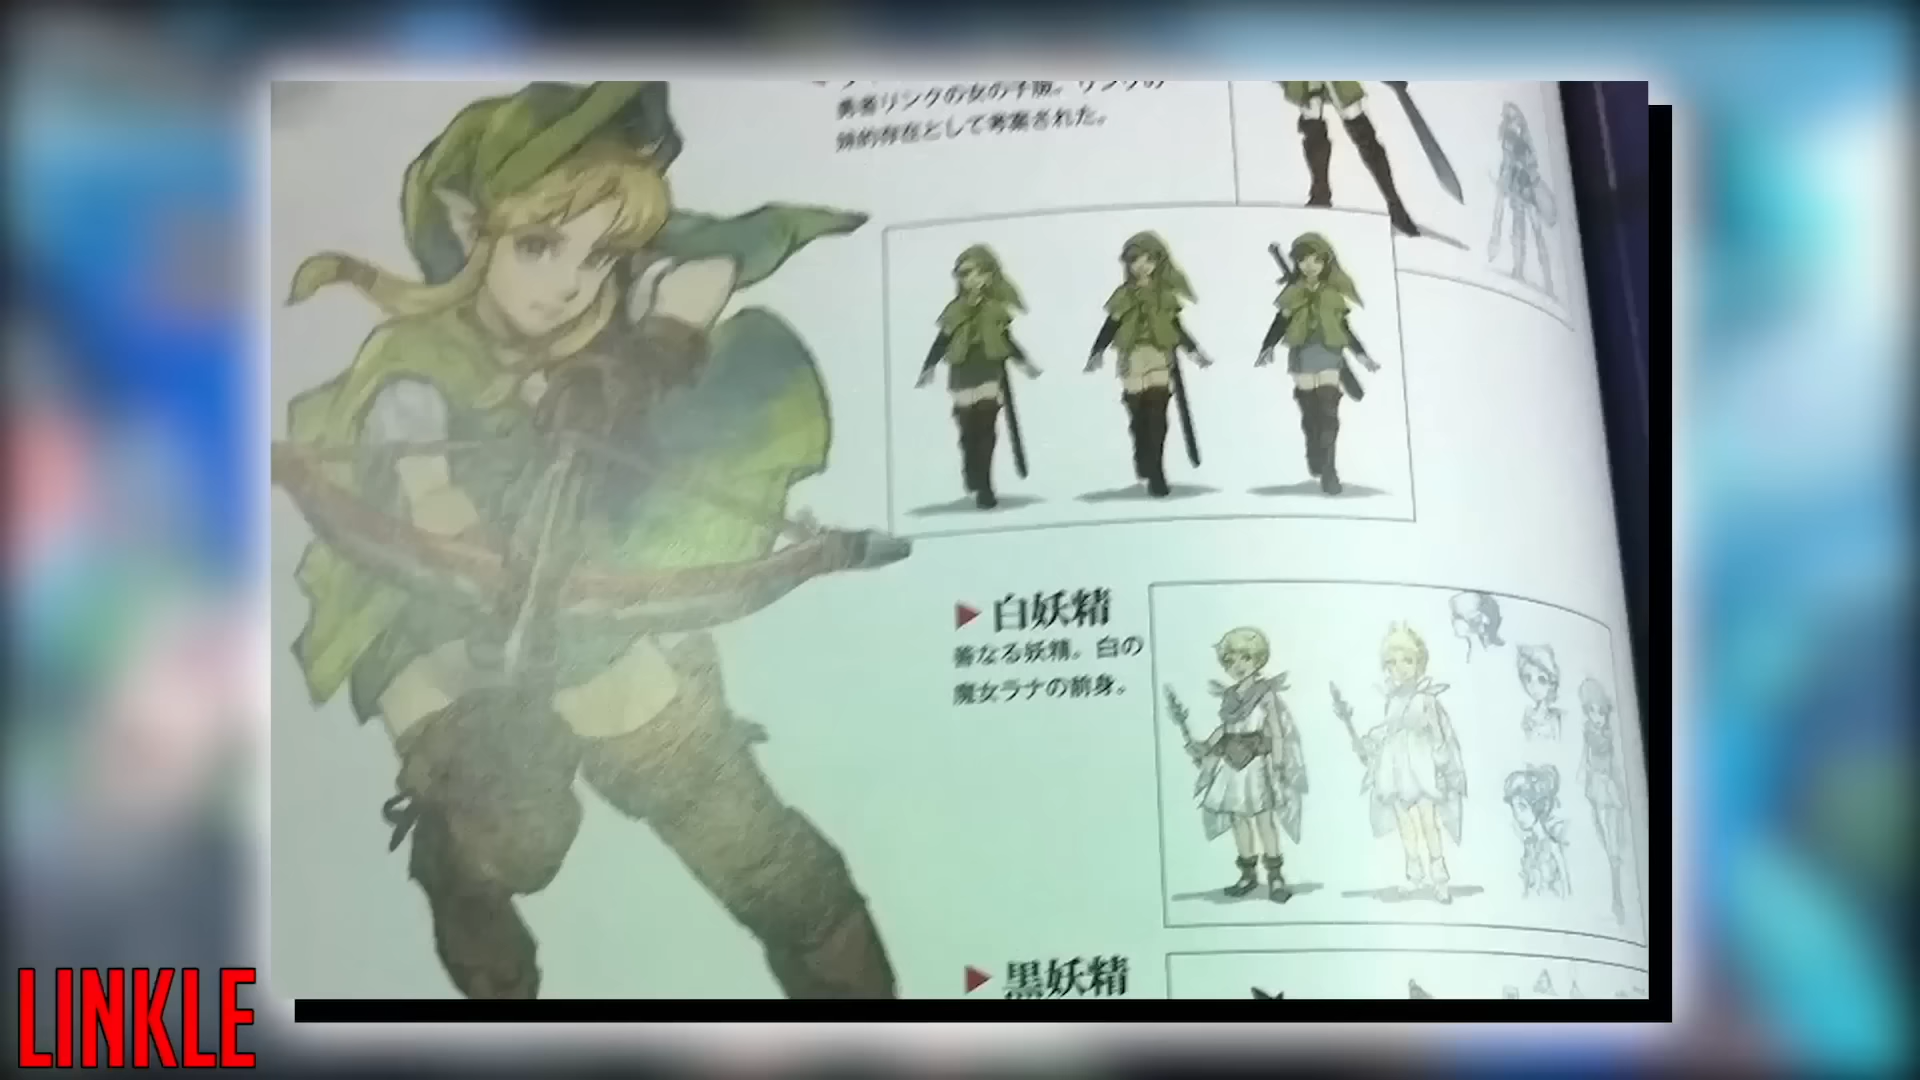 勇者リンクの女の子版。リンクの
妹的存在として考案された。
▶ 白妖精
善なる妖精。白の
魔女ラナの前身。
▶ 黒妖精
LINKLE